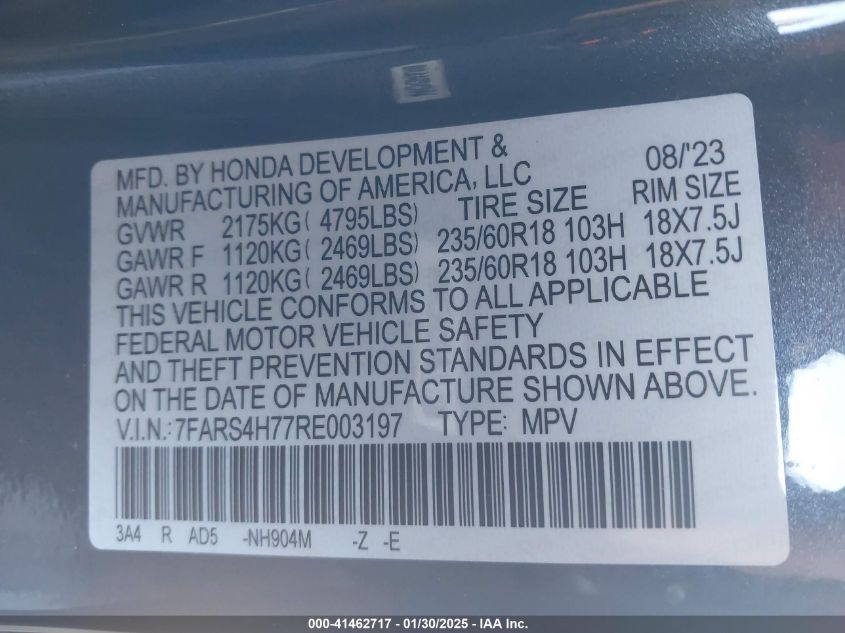 MFD. BY HONDA DEVELOPMENT & 08/'23
MANUFACTURING OF AMERICA, LLC
TIRE SIZE RIM SIZE
GVWR 2175KG( 4795LBS)
GAWR F 1120KG( 2469LBS) 235/60R18 103H 18X7.5J
GAWR R 1120KG( 2469LBS) 235/60R18 103H 18X7.5J
THIS VEHICLE CONFORMS TO ALL APPLICABLE
FEDERAL MOTOR VEHICLE SAFETY
AND THEFT PREVENTION STANDARDS IN EFFECT
ON THE DATE OF MANUFACTURE SHOWN ABOVE.
V.I.N.:7FARS4H77RE003197 TYPE: MPV
3A4 R AD5 -NH904M -Z -E
000-41462717 - 01/30/2025 - IAA Inc.